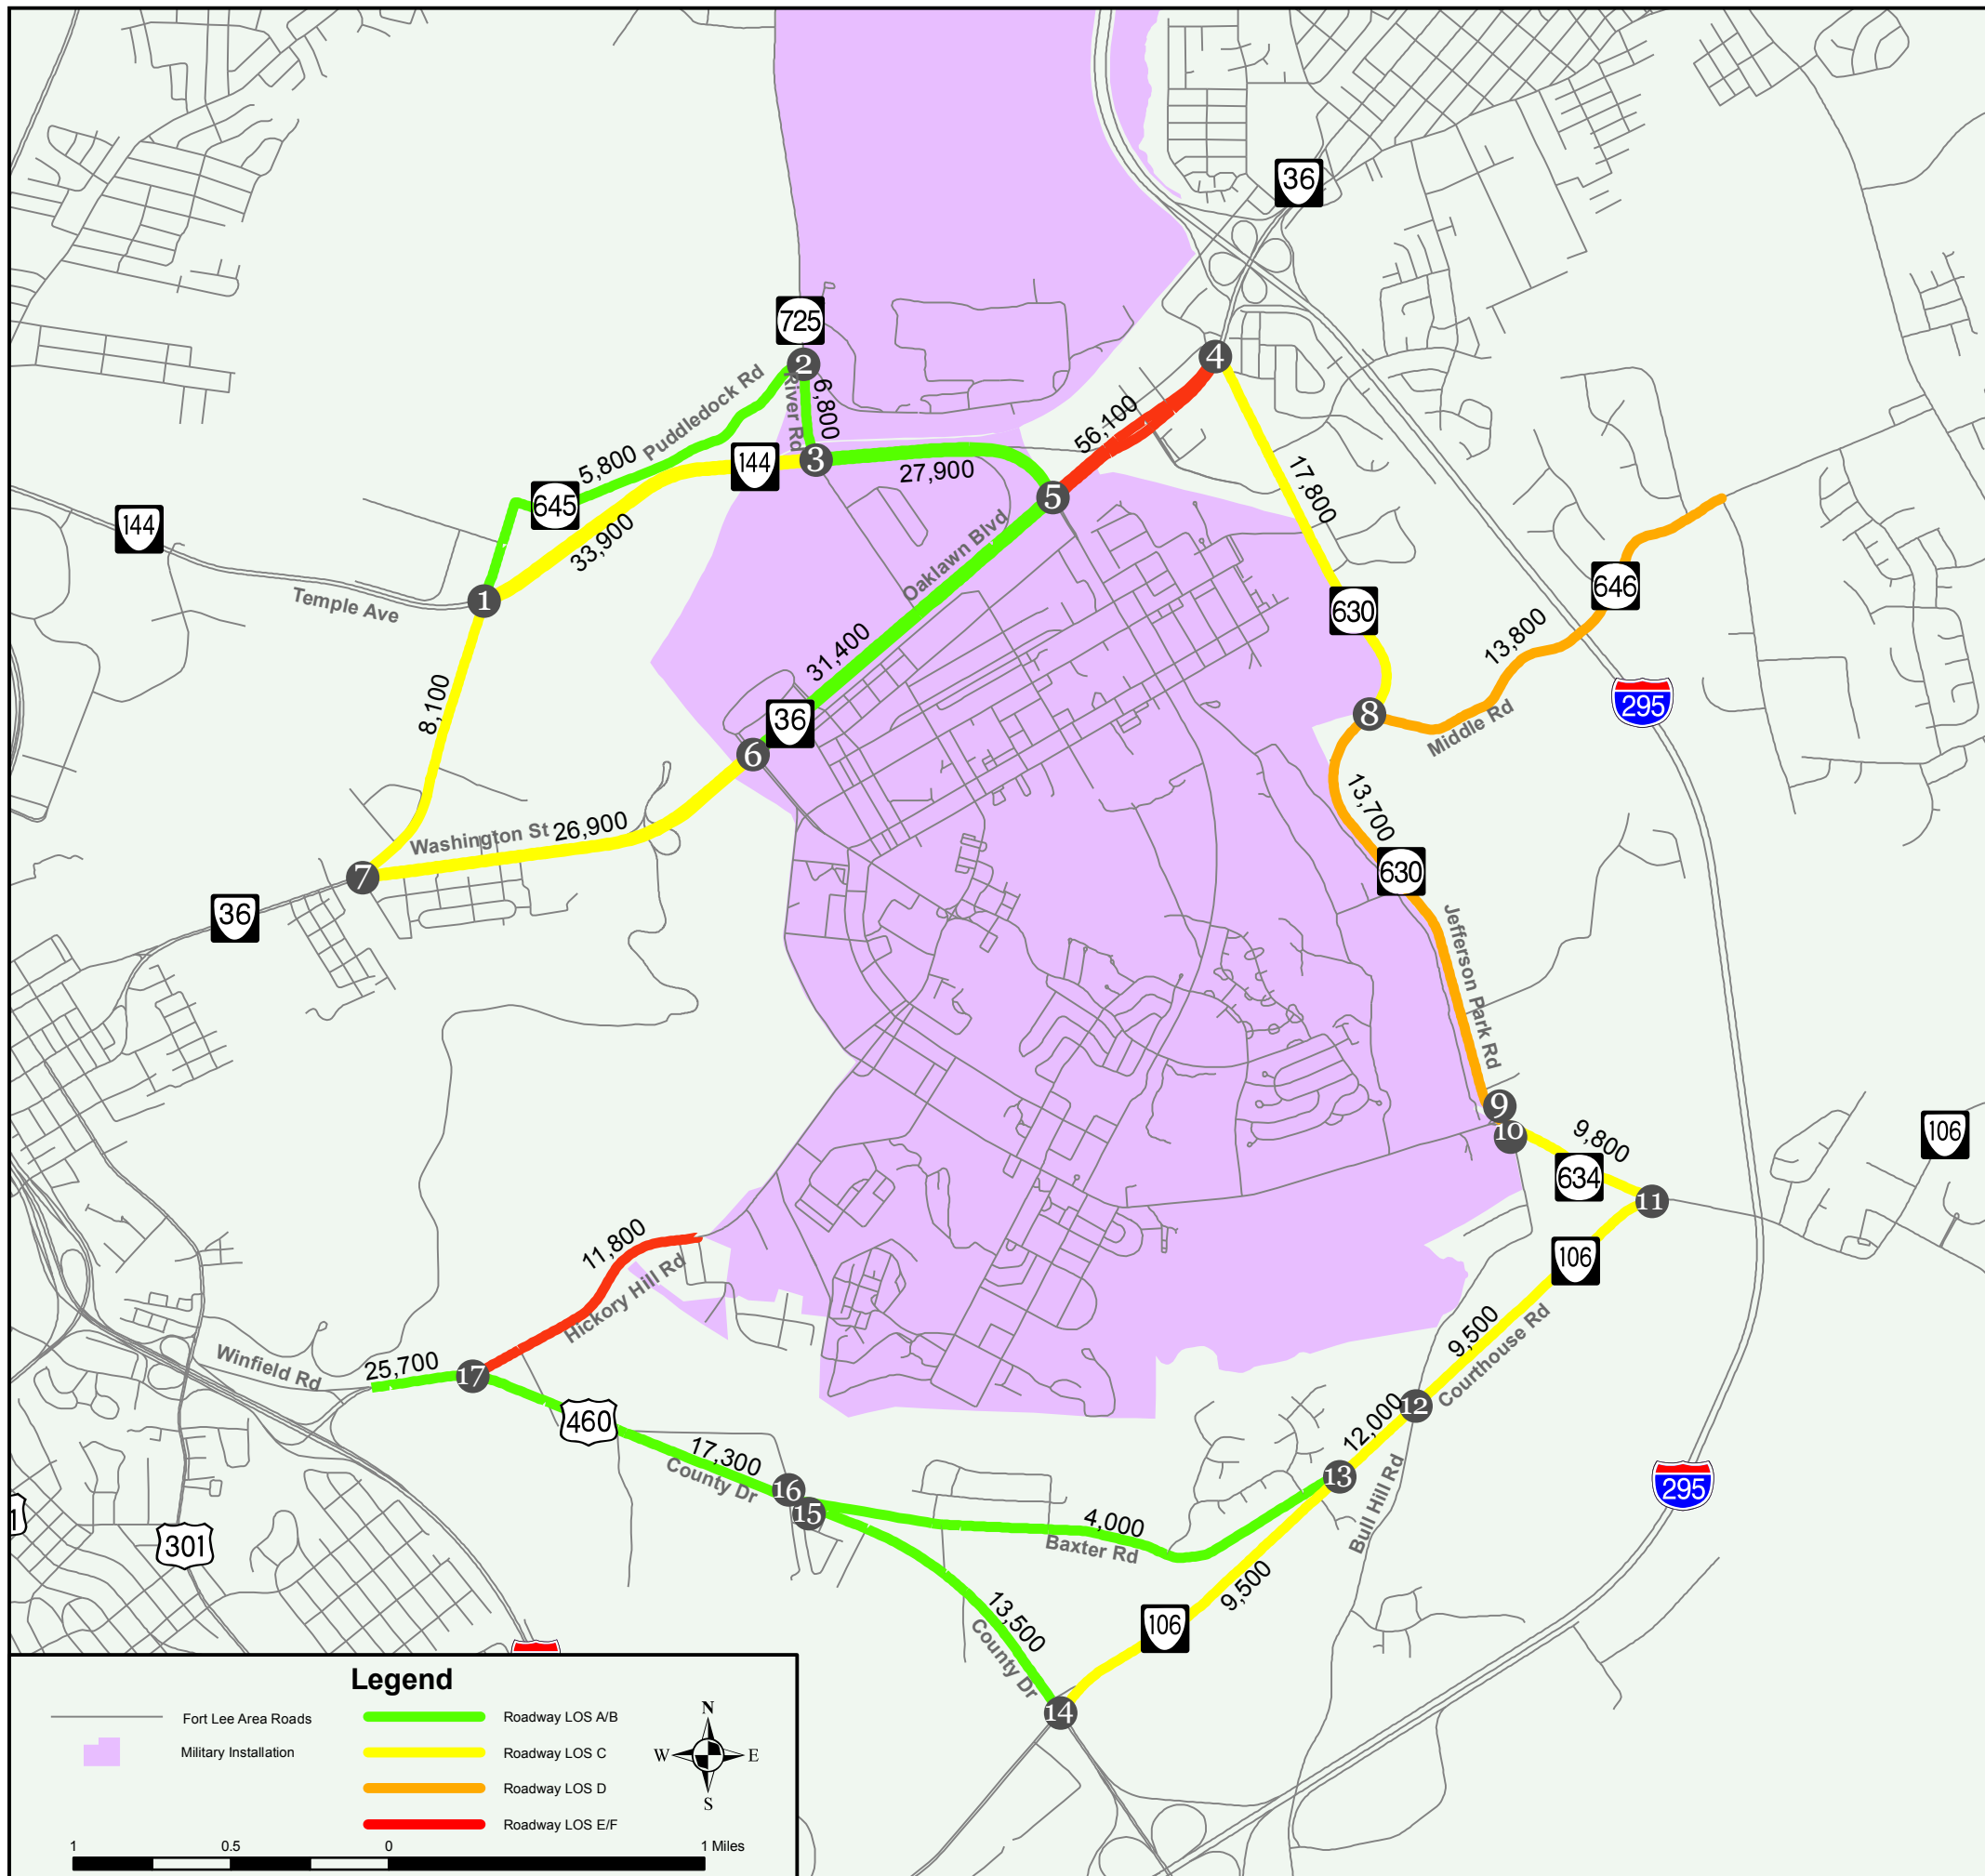 36
725
2
4
Puddledock Rd
River Rd
6,800
56,100
5,800
144
3
27,900
17,800
5
645
144
33,900
Oaklawn Blvd
646
Temple Ave
1
630
13,800
31,400
8,100
295
36
8
Middle Rd
6
13,700
Washington St
26,900
7
630
36
Jefferson Park Rd
9
10
9,800
106
634
11
11,800
Hickory Hill Rd
106
9,500
Courthouse Rd
Winfield Rd
25,700
17
12
12,000
460
17,300
County Dr
16
13
15
4,000
Baxter Rd
Bull Hill Rd
295
1
301
9,500
13,500
County Dr
106
14
Legend
Fort Lee Area Roads
Military Installation
Roadway LOS A/B
Roadway LOS C
Roadway LOS D
Roadway LOS E/F
N
W
E
S
1
0.5
0
1 Miles